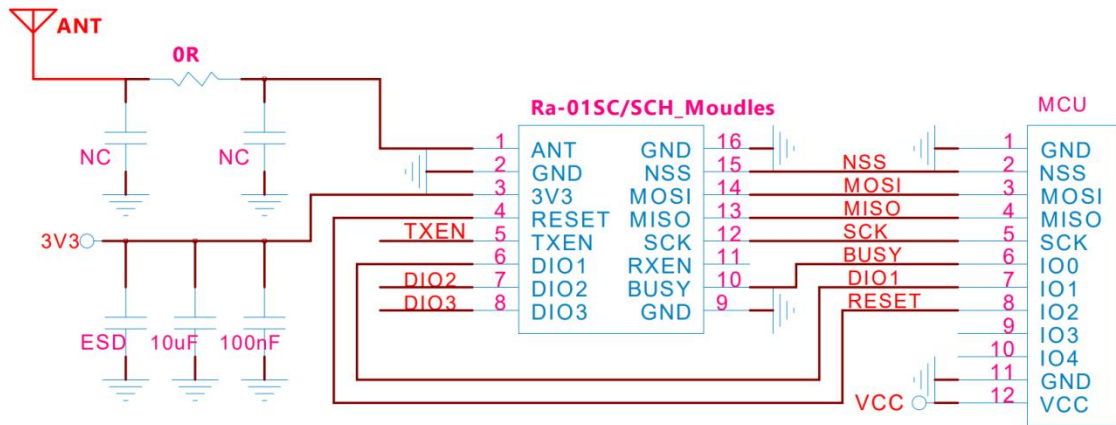 ANT
0R
NC
NC
3V3
ESD
10uF
100nF
Ra-01SC/SCH_Moudles
1 ANT GND 16
2 GND NSS 15
3 3V3 MOSI 14
4 RESET MISO 13
TXEN 5 TXEN SCK 12
6 DIO1 RXEN 11
DIO2 7 DIO2 BUSY 10
DIO3 8 DIO3 GND 9
MCU
1 GND
NSS 2 NSS
MOSI 3 MOSI
MISO 4 MISO
SCK 5 SCK
BUSY 6 IO0
DIO1 7 IO1
RESET 8 IO2
9 IO3
10 IO4
11 GND
VCC 12 VCC